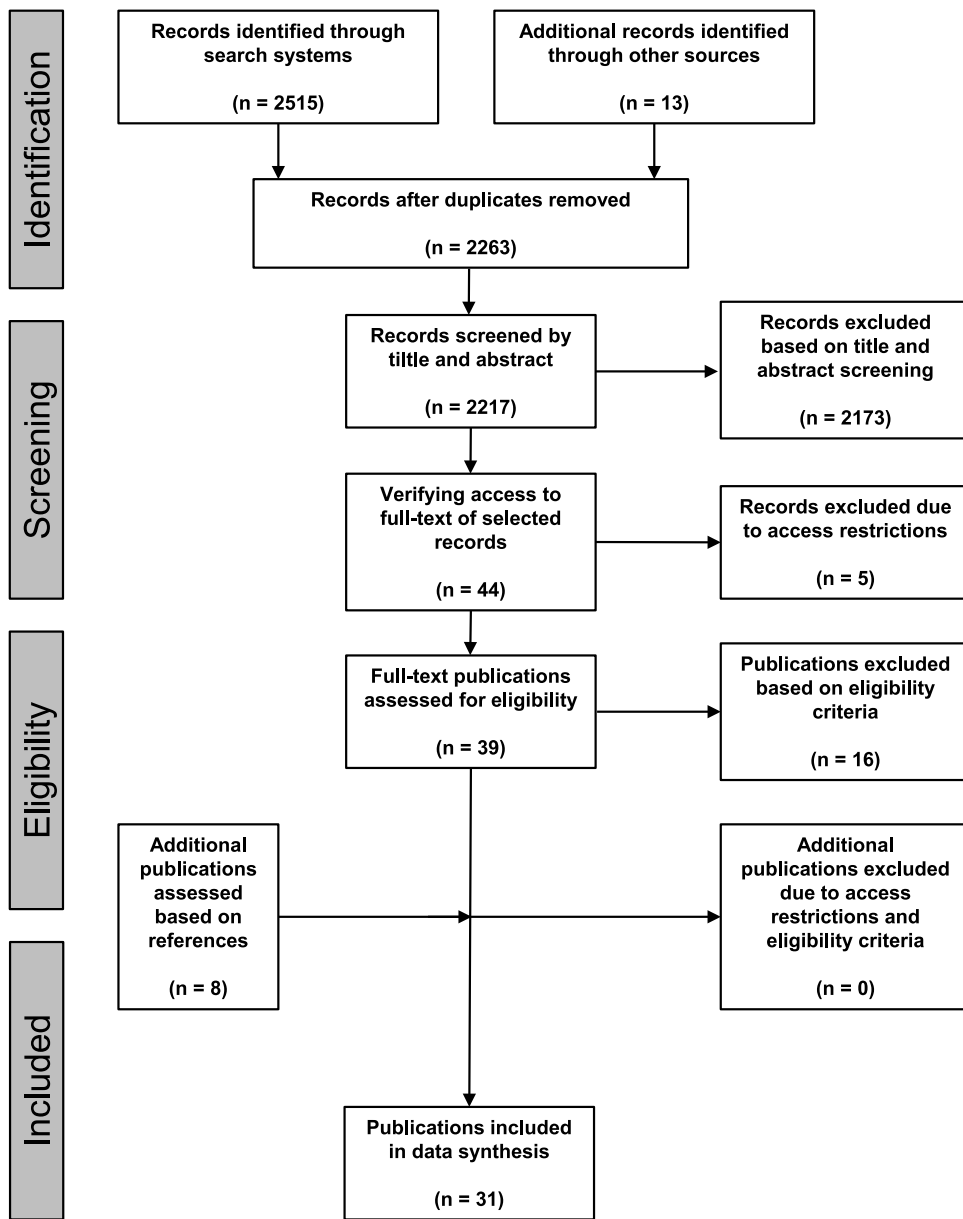 Identification
Records identified through
search systems
(n = 2515)
Additional records identified
through other sources
(n = 13)
Records after duplicates removed
(n = 2263)
Screening
Records screened by
tiltle and abstract
(n = 2217)
Records excluded
based on title and
abstract screening
(n = 2173)
Verifying access to
full-text of selected
records
(n = 44)
Records excluded due
to access restrictions
(n = 5)
Eligibility
Full-text publications
assessed for eligibility
(n = 39)
Publications excluded
based on eligibility
criteria
(n = 16)
Additional
publications
assessed
based on
references
(n = 8)
Additional
publications excluded
due to access
restrictions and
eligibility criteria
(n = 0)
Included
Publications included
in data synthesis
(n = 31)